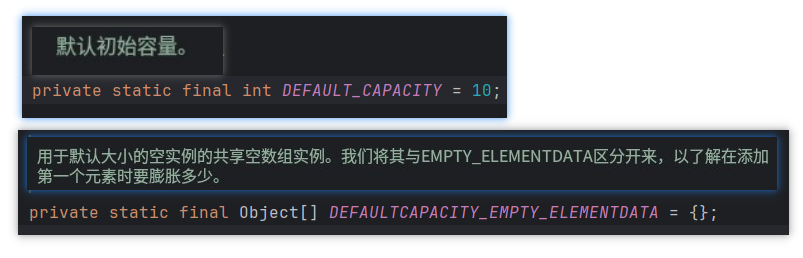 默认初始容量。
private static final int DEFAULT_CAPACITY = 10;
用于默认大小的空实例的共享空数组实例。我们将其与EMPTY_ELEMENTDATA区分开来，以了解在添加
第一个元素时要膨胀多少。
private static final Object[] DEFAULTCAPACITY_EMPTY_ELEMENTDATA = {};